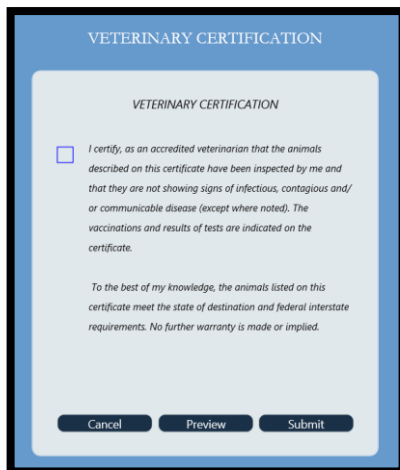 VETERINARY CERTIFICATION
VETERINARY CERTIFICATION
I certify, as an accredited veterinarian that the animals
described on this certificate have been inspected by me and
that they are not showing signs of infectious, contagious and/
or communicable disease (except where noted). The
vaccinations and results of tests are indicated on the
certificate.
To the best of my knowledge, the animals listed on this
certificate meet the state of destination and federal interstate
requirements. No further warranty is made or implied.
Cancel Preview Submit